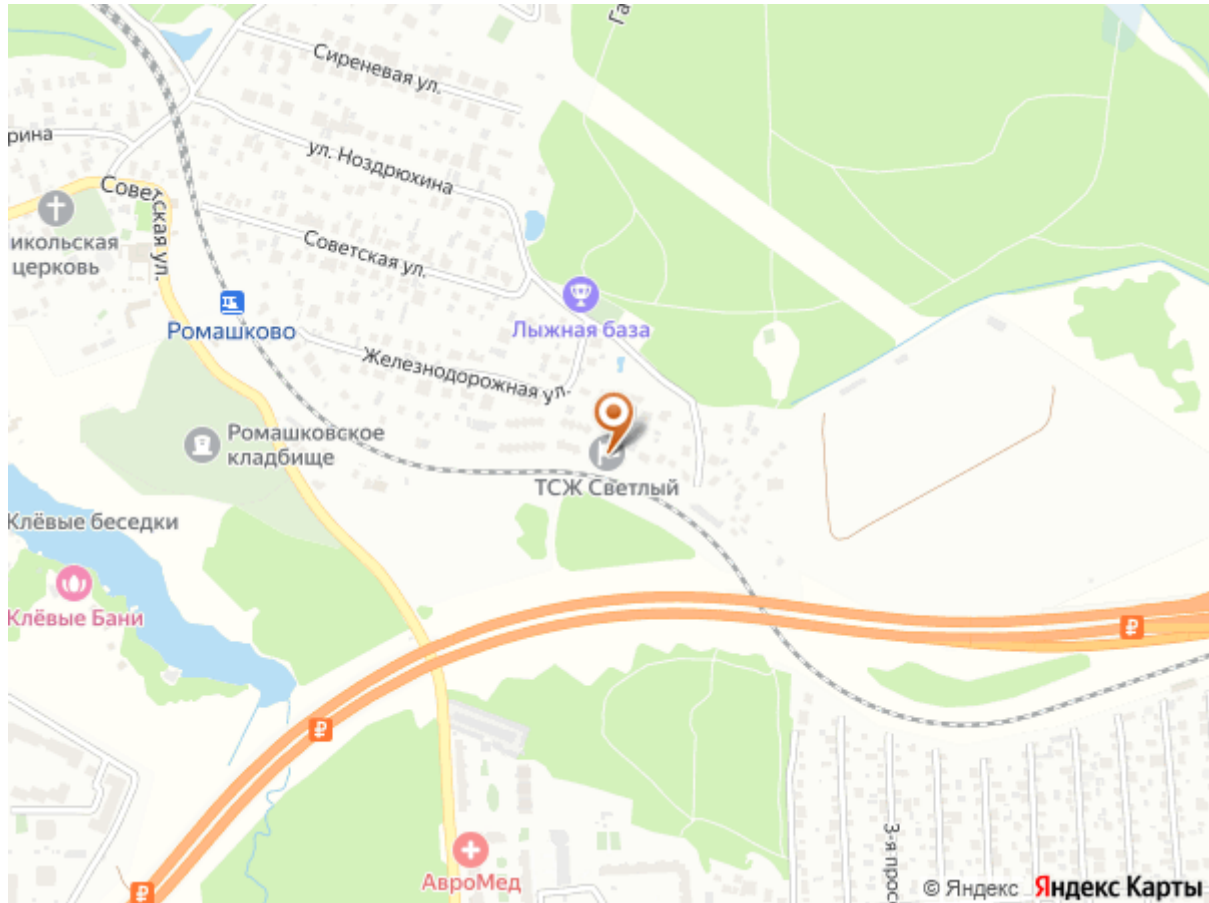 Га
Сиреневая ул.
рина
ул. Ноздрюхина
Советская ул.
икольская
церковь
Советская ул.
Ромашково
Лыжная база
Железнодорожная ул.
Ромашковское
кладбище
ТСЖ Светлый
Клёвые беседки
Клёвые Бани
₽
₽
₽
АвроМед
3-я прос
© Яндекс Яндекс Карты